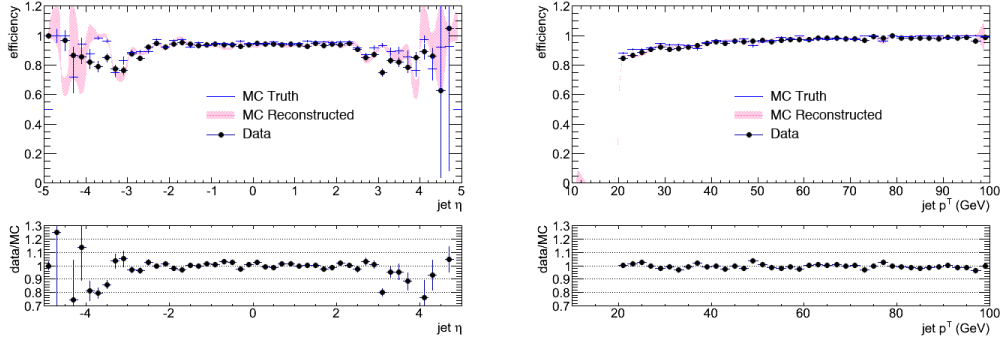 efficiency
1.2
1
0.8
0.6
0.4
0.2
0
MC Truth
MC Reconstructed
Data
-5 -4 -3 -2 -1 0 1 2 3 4 5
jet η
data/MC
1.3
1.2
1.1
1.0
0.9
0.8
0.7
-4 -2 0 2 4
jet η
efficiency
1.2
1
0.8
0.6
0.4
0.2
0
MC Truth
MC Reconstructed
Data
10 20 30 40 50 60 70 80 90 100
jet p^T (GeV)
data/MC
1.3
1.2
1.1
1.0
0.9
0.8
0.7
20 40 60 80 100
jet p^T (GeV)